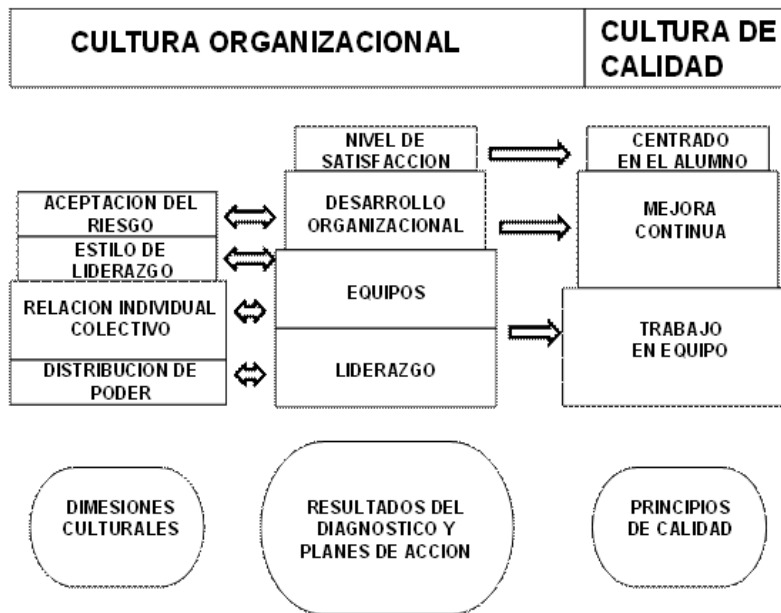 CULTURA ORGANIZACIONAL
CULTURA DE
CALIDAD
NIVEL DE
SATISFACCION
CENTRADO
EN EL ALUMNO
ACEPTACION DEL
RIESGO
DESARROLLO
ORGANIZACIONAL
MEJORA
CONTINUA
ESTILO DE
LIDERAZGO
RELACION INDIVIDUAL
COLECTIVO
EQUIPOS
TRABAJO
EN EQUIPO
DISTRIBUCION DE
PODER
LIDERAZGO
DIMESIONES
CULTURALES
RESULTADOS DEL
DIAGNOSTICO Y
PLANES DE ACCION
PRINCIPIOS
DE CALIDAD